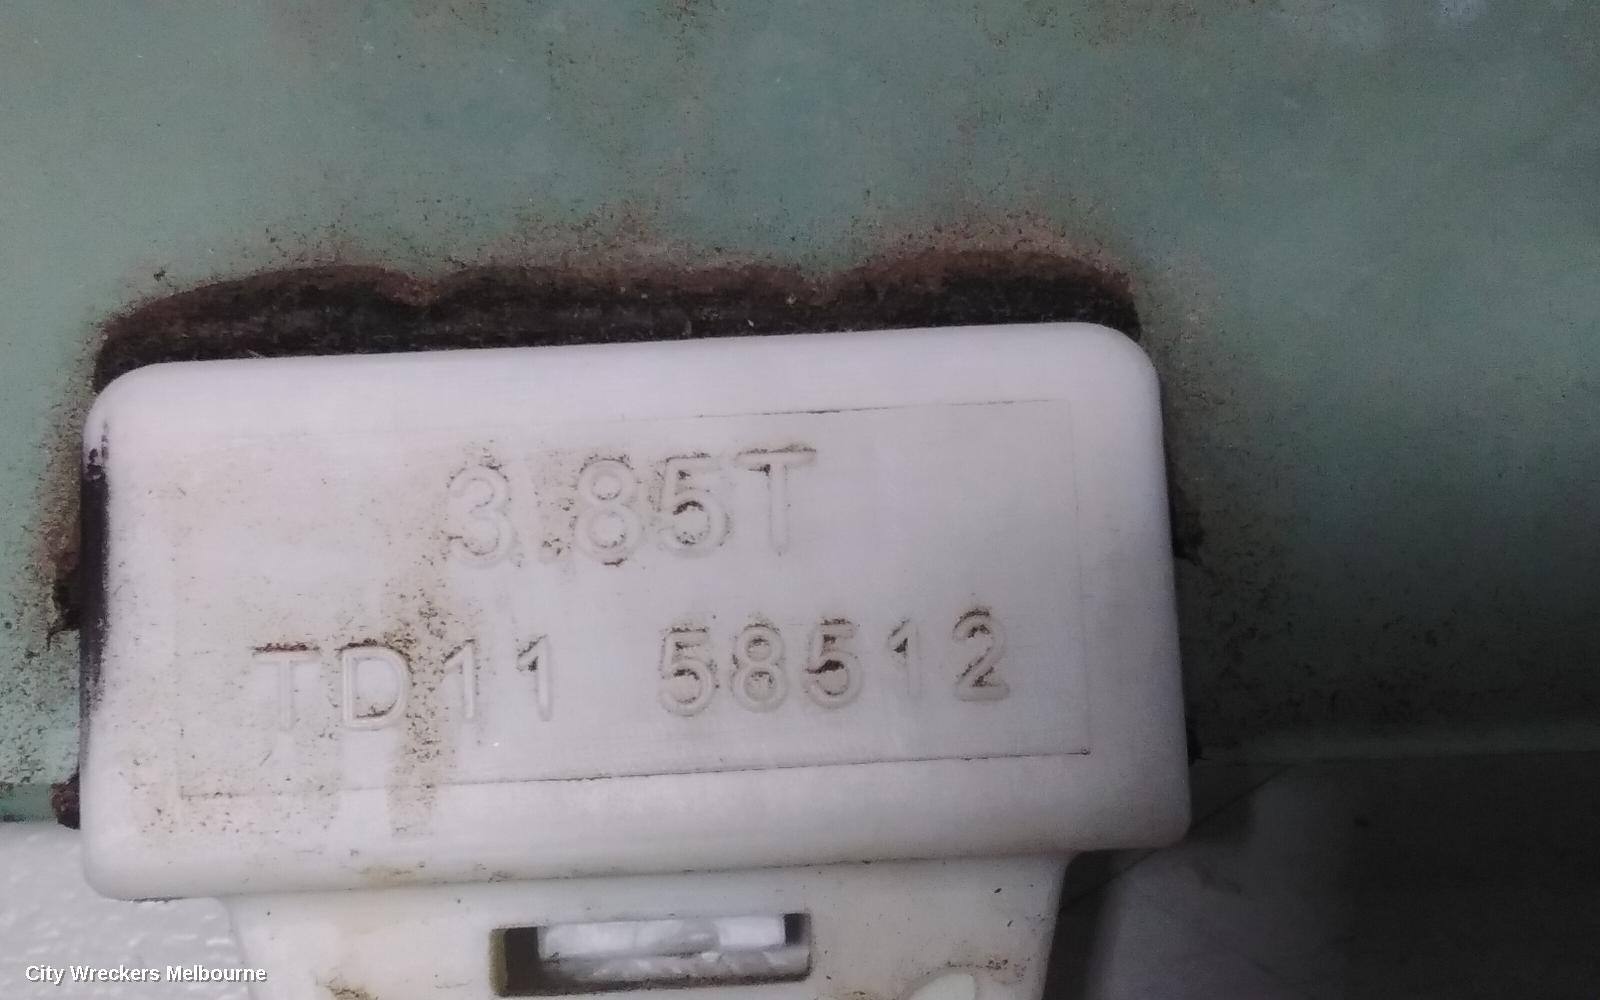 3.85T
TD11 58512
City Wreckers Melbourne